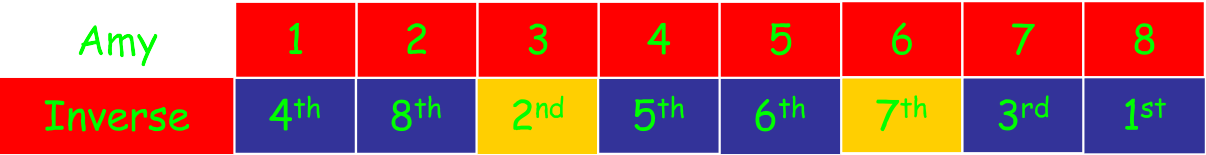 Amy 1 2 3 4 5 6 7 8
Inverse 4th 8th 2nd 5th 6th 7th 3rd 1st